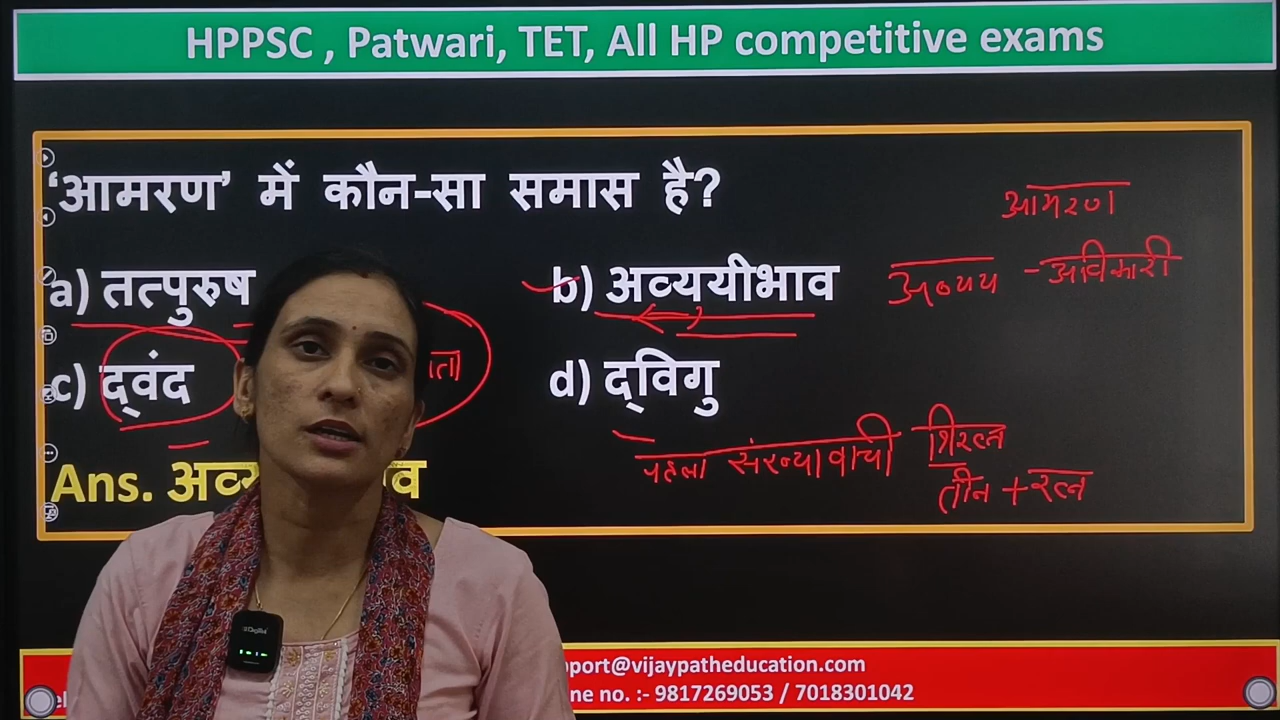 HPPSC , Patwari, TET, All HP competitive exams
‘आमरण’ में कौन-सा समास है?
आमरण
a) तत्पुरुष
b) अव्ययीभाव
अव्यय - अविकारी
c) द्वंद
d) द्विगु
पहला संख्यावाची त्रिरत्न
तीन + रत्न
Ans.
port@vijaypatheducation.com
ne no. :- 9817269053 / 7018301042